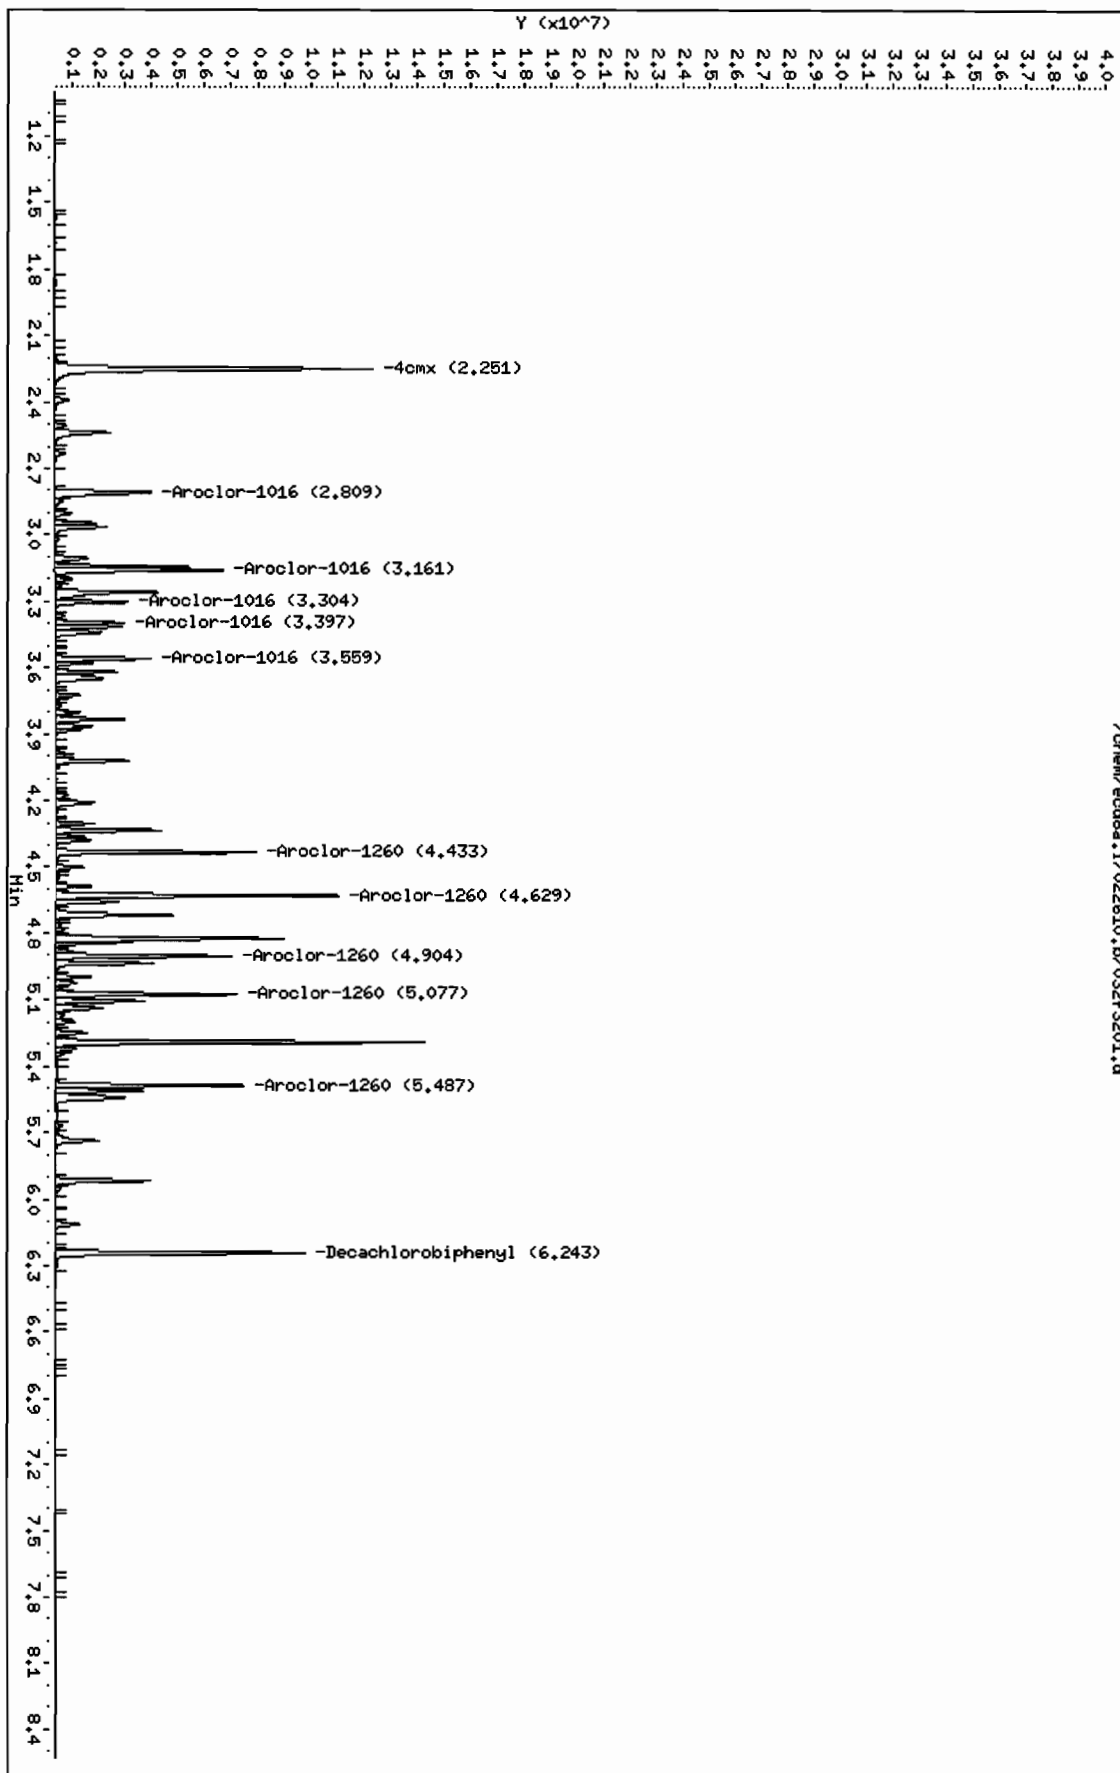 Y (x10^7)
0.1 0.2 0.3 0.4 0.5 0.6 0.7 0.8 0.9 1.0 1.1 1.2 1.3 1.4 1.5 1.6 1.7 1.8 1.9 2.0 2.1 2.2 2.3 2.4 2.5 2.6 2.7 2.8 2.9 3.0 3.1 3.2 3.3 3.4 3.5 3.6 3.7 3.8 3.9 4.0
-4cmx (2.251)
-Aroclor-1016 (2.809)
-Aroclor-1016 (3.161)
-Aroclor-1016 (3.304)
-Aroclor-1016 (3.397)
-Aroclor-1016 (3.559)
-Aroclor-1260 (4.433)
-Aroclor-1260 (4.629)
-Aroclor-1260 (4.904)
-Aroclor-1260 (5.077)
-Aroclor-1260 (5.487)
-Decachlorobiphenyl (6.243)
1.2 1.5 1.8 2.1 2.4 2.7 3.0 3.3 3.6 3.9 4.2 4.5 4.8 5.1 5.4 5.7 6.0 6.3 6.6 6.9 7.2 7.5 7.8 8.1 8.4
Min